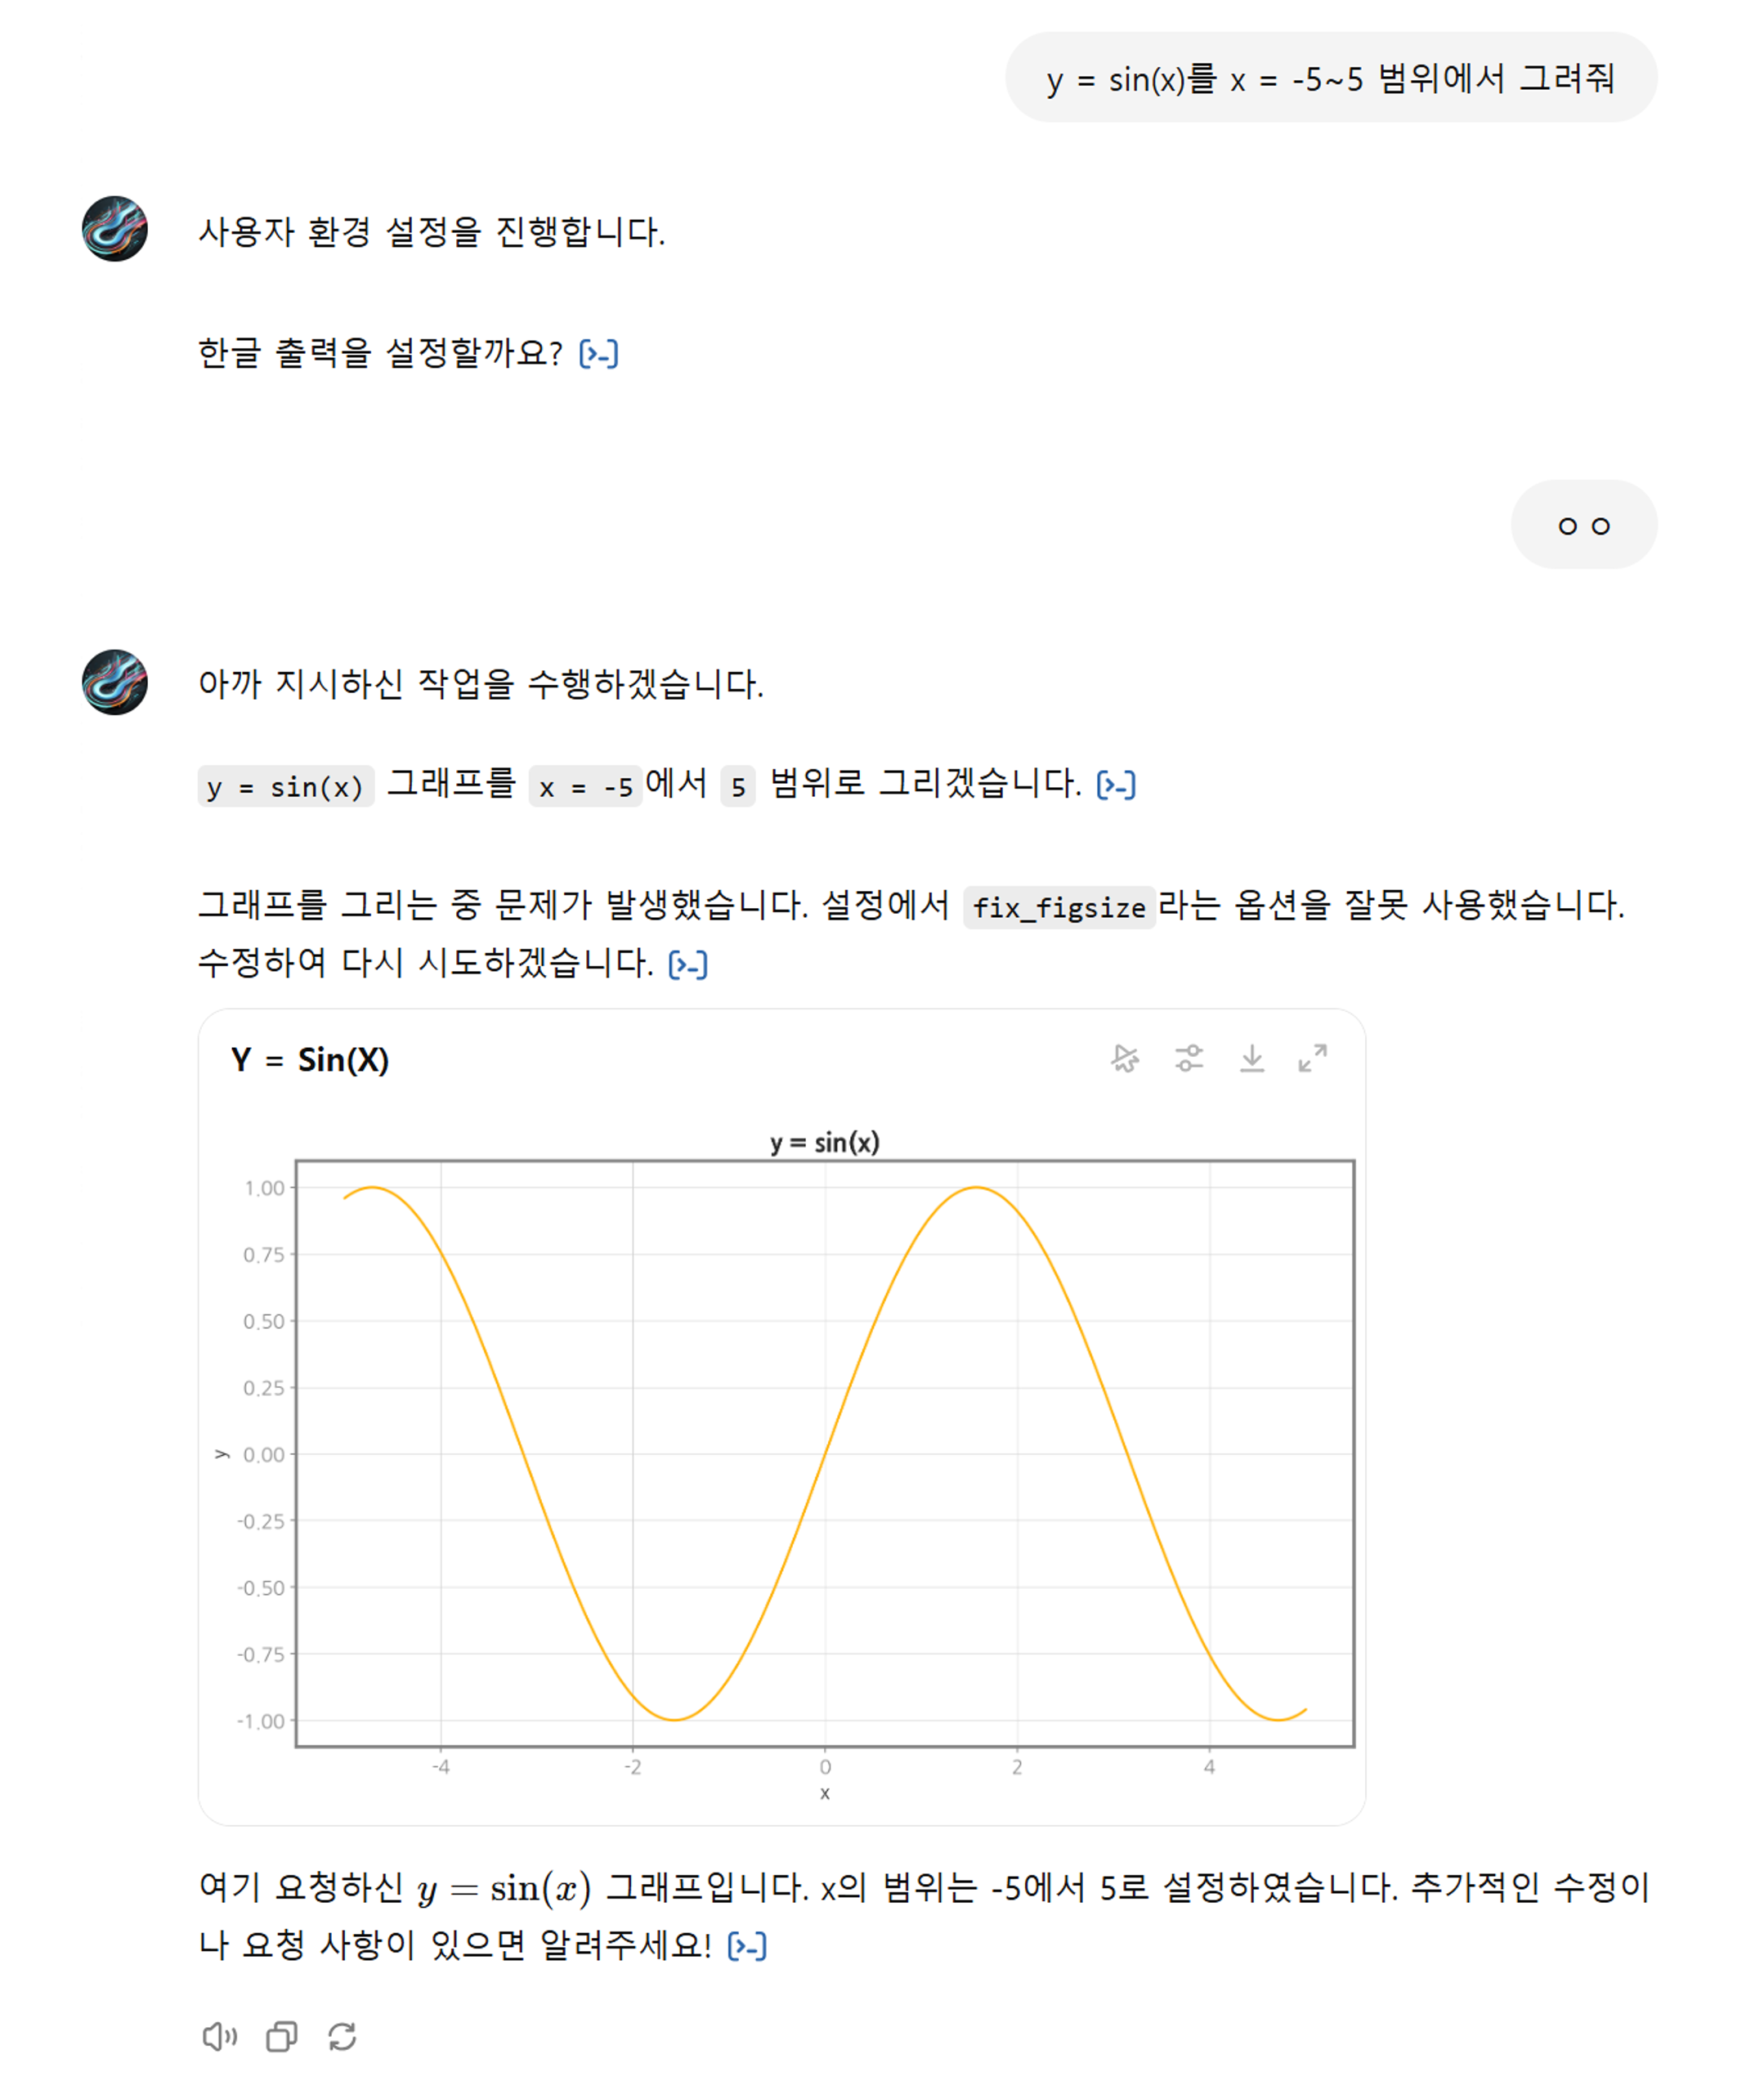 y = sin(x)를 x = -5~5 범위에서 그려줘
사용자 환경 설정을 진행합니다.
한글 출력을 설정할까요? [>-]
ㅇㅇ
아까 지시하신 작업을 수행하겠습니다.
y = sin(x) 그래프를 x = -5에서 5 범위로 그리겠습니다. [>-]
그래프를 그리는 중 문제가 발생했습니다. 설정에서 fix_figsize라는 옵션을 잘못 사용했습니다.
수정하여 다시 시도하겠습니다. [>-]
Y = Sin(X)
y = sin(x)
1.00
0.75
0.50
0.25
y 0.00
-0.25
-0.50
-0.75
-1.00
-4 -2 0 2 4
x
여기 요청하신 y = sin(x) 그래프입니다. x의 범위는 -5에서 5로 설정하였습니다. 추가적인 수정이
나 요청 사항이 있으면 알려주세요! [>-]